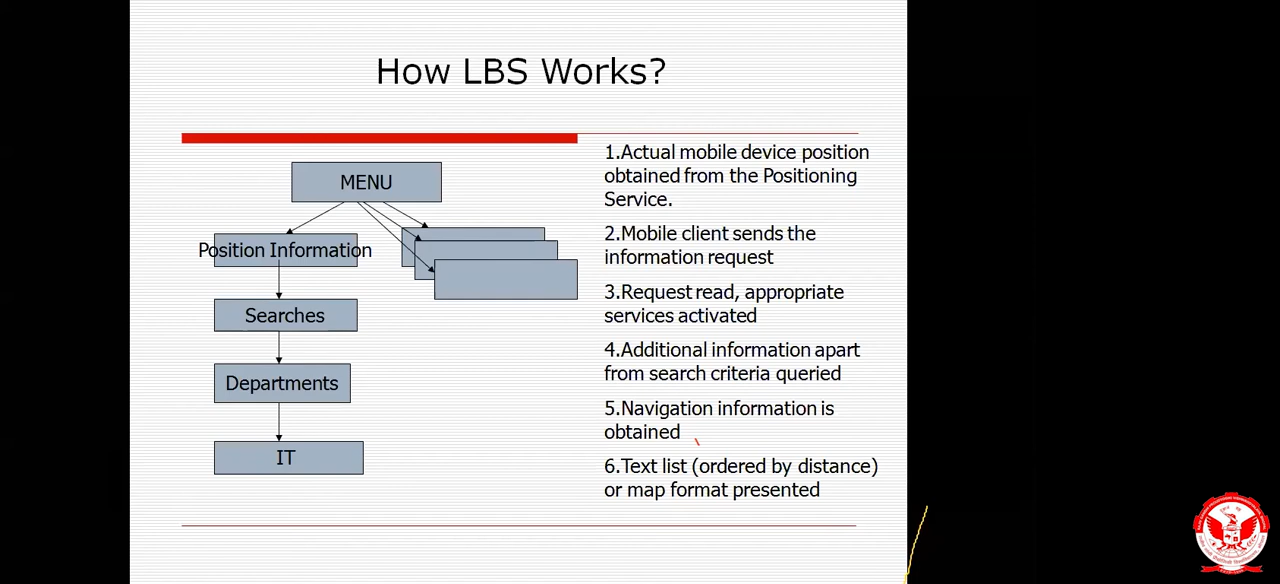 How LBS Works?
MENU
Position Information
Searches
Departments
IT
1.Actual mobile device position
obtained from the Positioning
Service.
2.Mobile client sends the
information request
3.Request read, appropriate
services activated
4.Additional information apart
from search criteria queried
5.Navigation information is
obtained
6.Text list (ordered by distance)
or map format presented